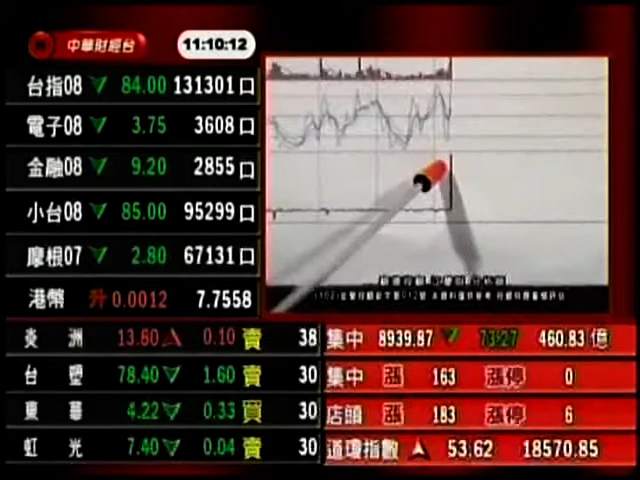 中華財經台
11:10:12
台指08 84.00 131301口
電子08 3.75 3608口
金融08 9.20 2855口
小台08 85.00 95299口
摩根07 2.80 67131口
港幣 升 0.0012 7.7558
炎洲 13.60 0.10 賣 38
台塑 78.40 1.60 賣 30
東華 4.22 0.33 買 30
虹光 7.40 0.04 賣 30
集中 8939.87 73.27 460.83億
集中 漲 163 漲停 0
店頭 漲 183 漲停 6
道瓊指數 53.62 18570.85